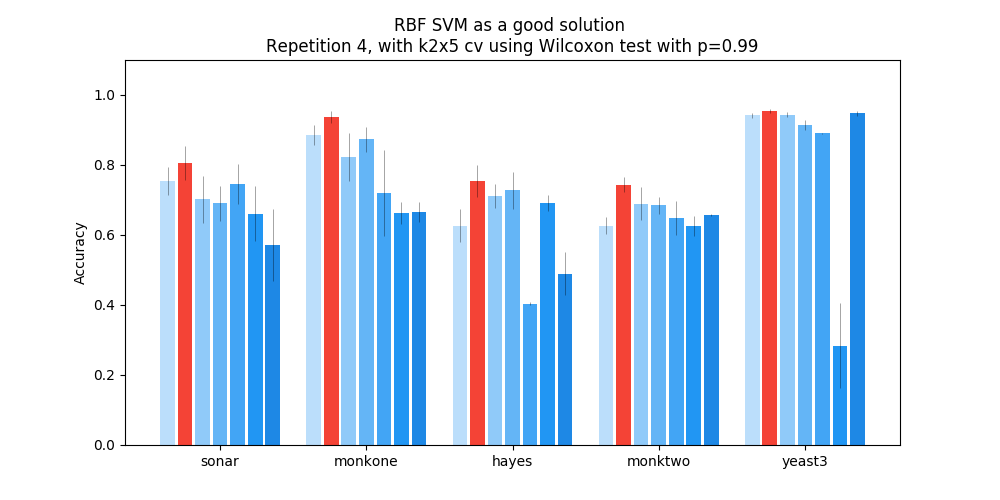 RBF SVM as a good solution
Repetition 4, with k2x5 cv using Wilcoxon test with p=0.99
1.0
0.8
0.6
0.4
0.2
0.0
Accuracy
sonar
monkone
hayes
monktwo
yeast3